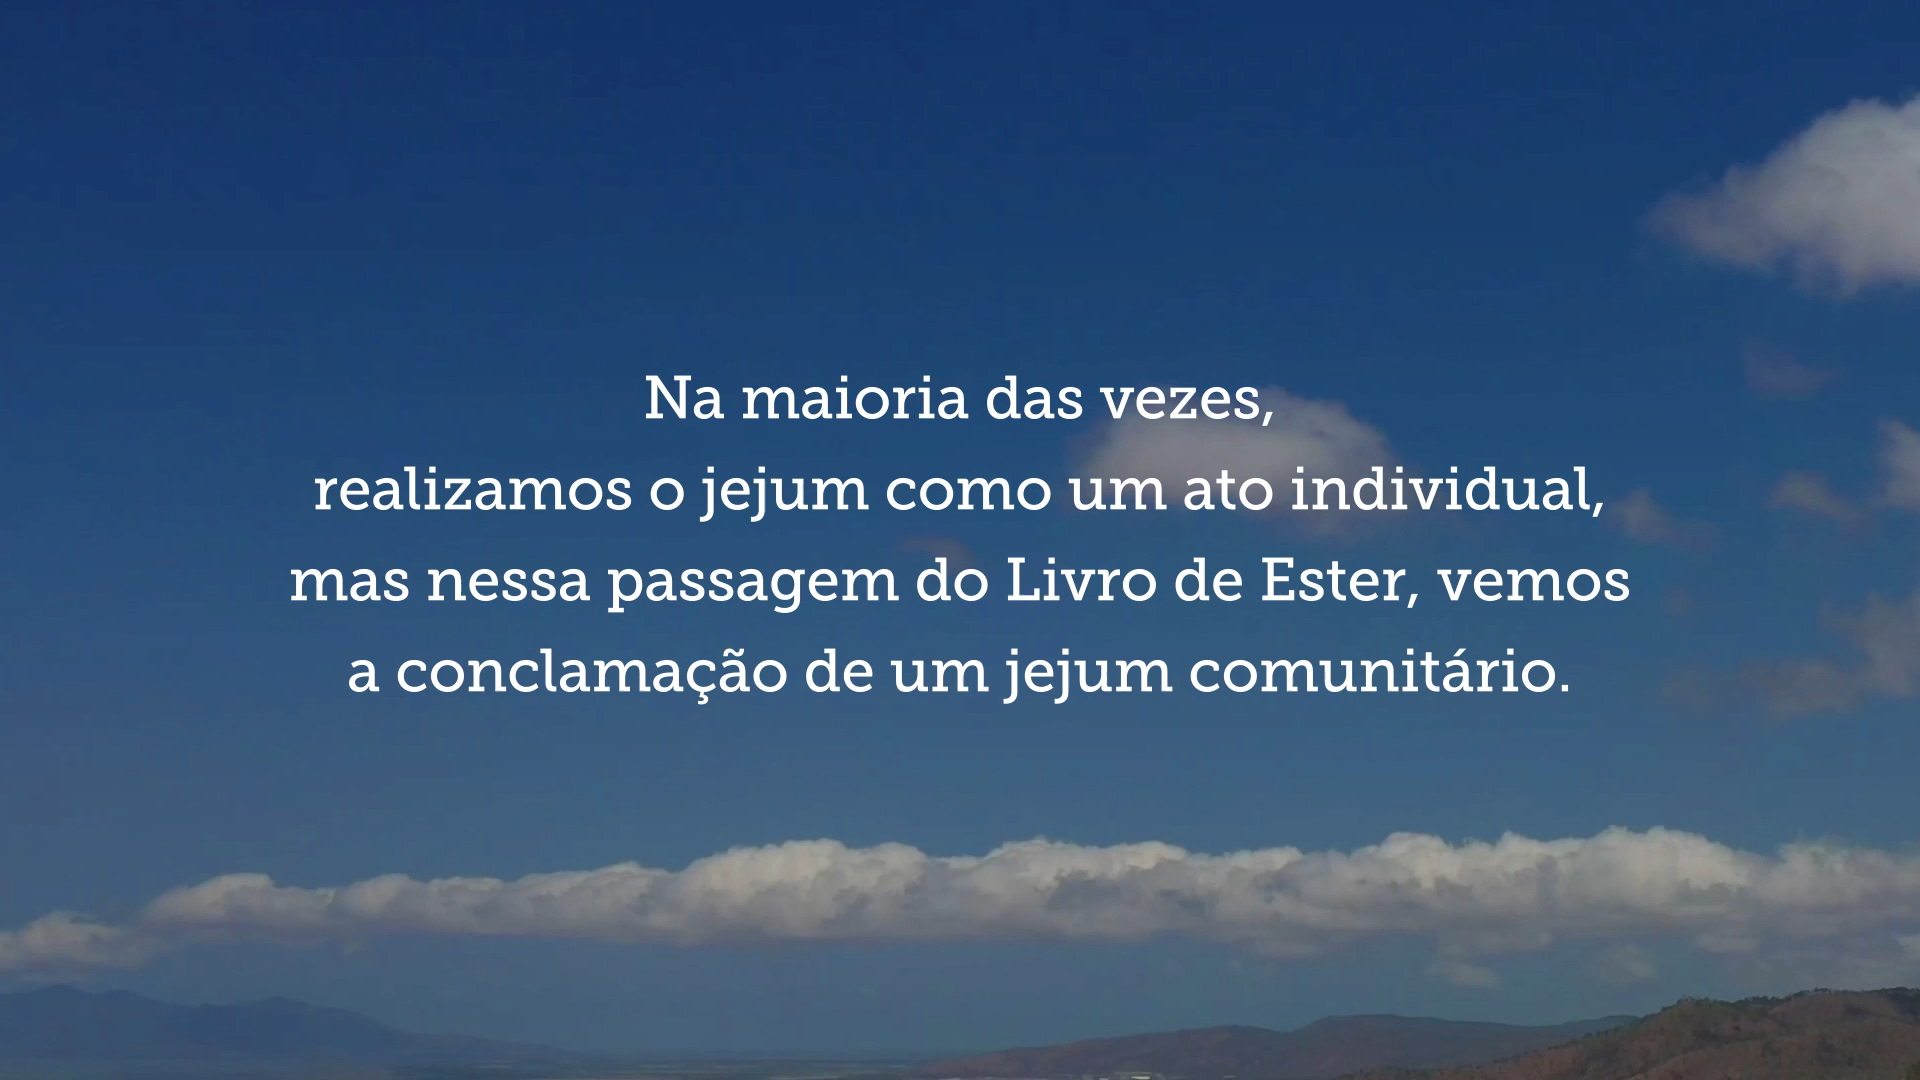 Na maioria das vezes,
realizamos o jejum como um ato individual,
mas nessa passagem do Livro de Ester, vemos
a conclamação de um jejum comunitário.